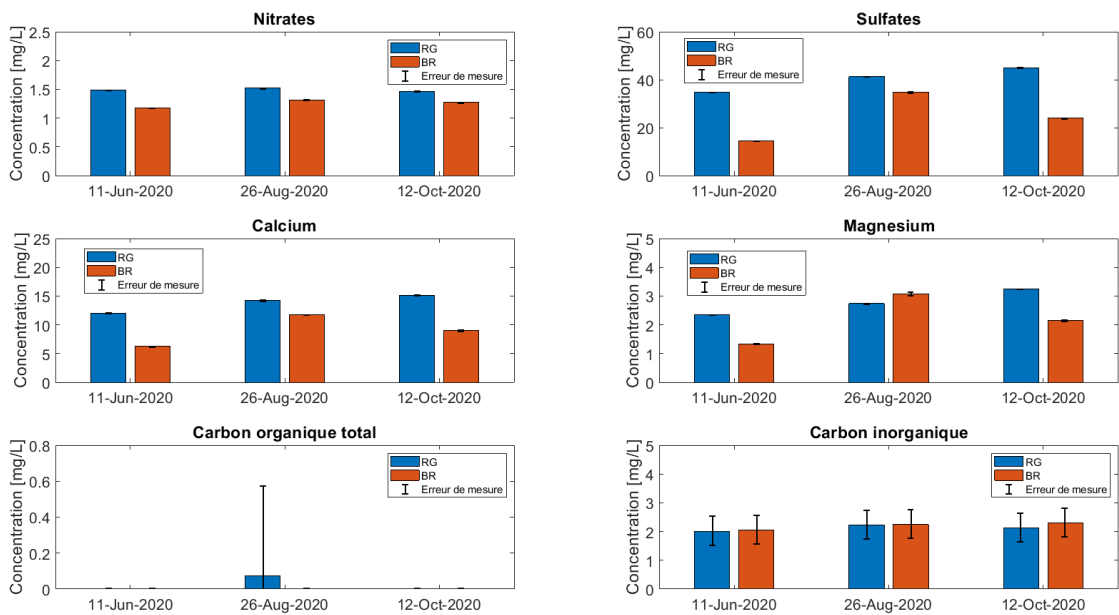 Nitrates
Concentration [mg/L]
2.5
2
1.5
1
0.5
0
RG
BR
Erreur de mesure
11-Jun-2020
26-Aug-2020
12-Oct-2020
Sulfates
Concentration [mg/L]
60
40
20
0
RG
BR
Erreur de mesure
11-Jun-2020
26-Aug-2020
12-Oct-2020
Calcium
Concentration [mg/L]
25
20
15
10
5
0
RG
BR
Erreur de mesure
11-Jun-2020
26-Aug-2020
12-Oct-2020
Magnesium
Concentration [mg/L]
5
4
3
2
1
0
RG
BR
Erreur de mesure
11-Jun-2020
26-Aug-2020
12-Oct-2020
Carbon organique total
Concentration [mg/L]
0.8
0.6
0.4
0.2
0
RG
BR
Erreur de mesure
11-Jun-2020
26-Aug-2020
12-Oct-2020
Carbon inorganique
Concentration [mg/L]
5
4
3
2
1
0
RG
BR
Erreur de mesure
11-Jun-2020
26-Aug-2020
12-Oct-2020